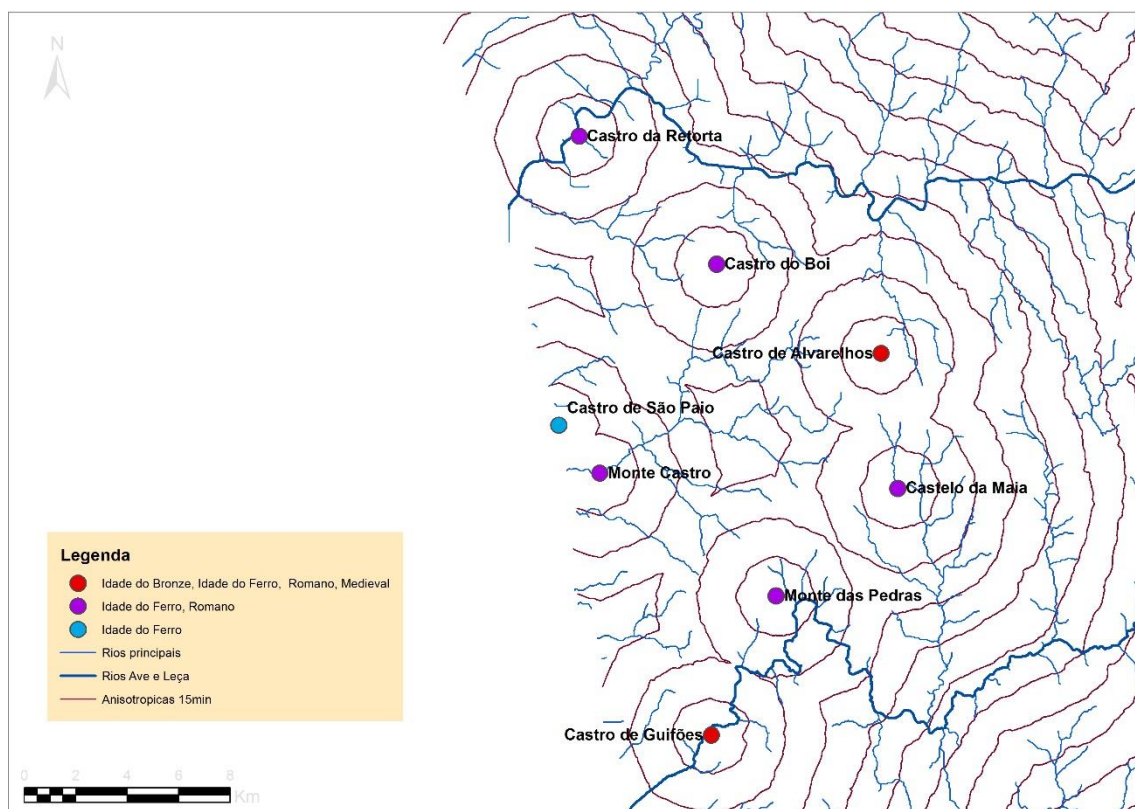 N
Castro da Retorta
Castro do Boi
Castro de Alvarelhos
Castro de São Paio
Monte Castro
Castelo da Maia
Monte das Pedras
Castro de Guifões
Legenda
Idade do Bronze, Idade do Ferro, Romano, Medieval
Idade do Ferro, Romano
Idade do Ferro
Rios principais
Rios Ave e Leça
Anisotropicas 15min
0 2 4 6 8
Km